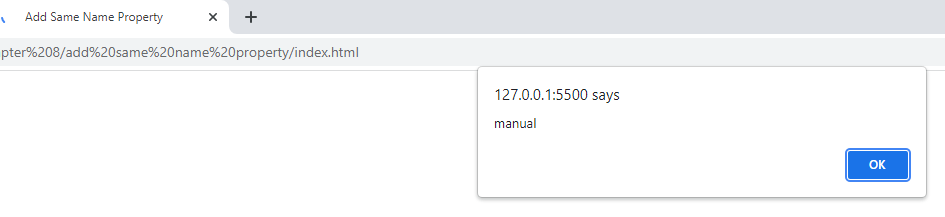 Add Same Name Property
pter%208/add%20same%20name%20property/index.html
127.0.0.1:5500 says
manual
OK